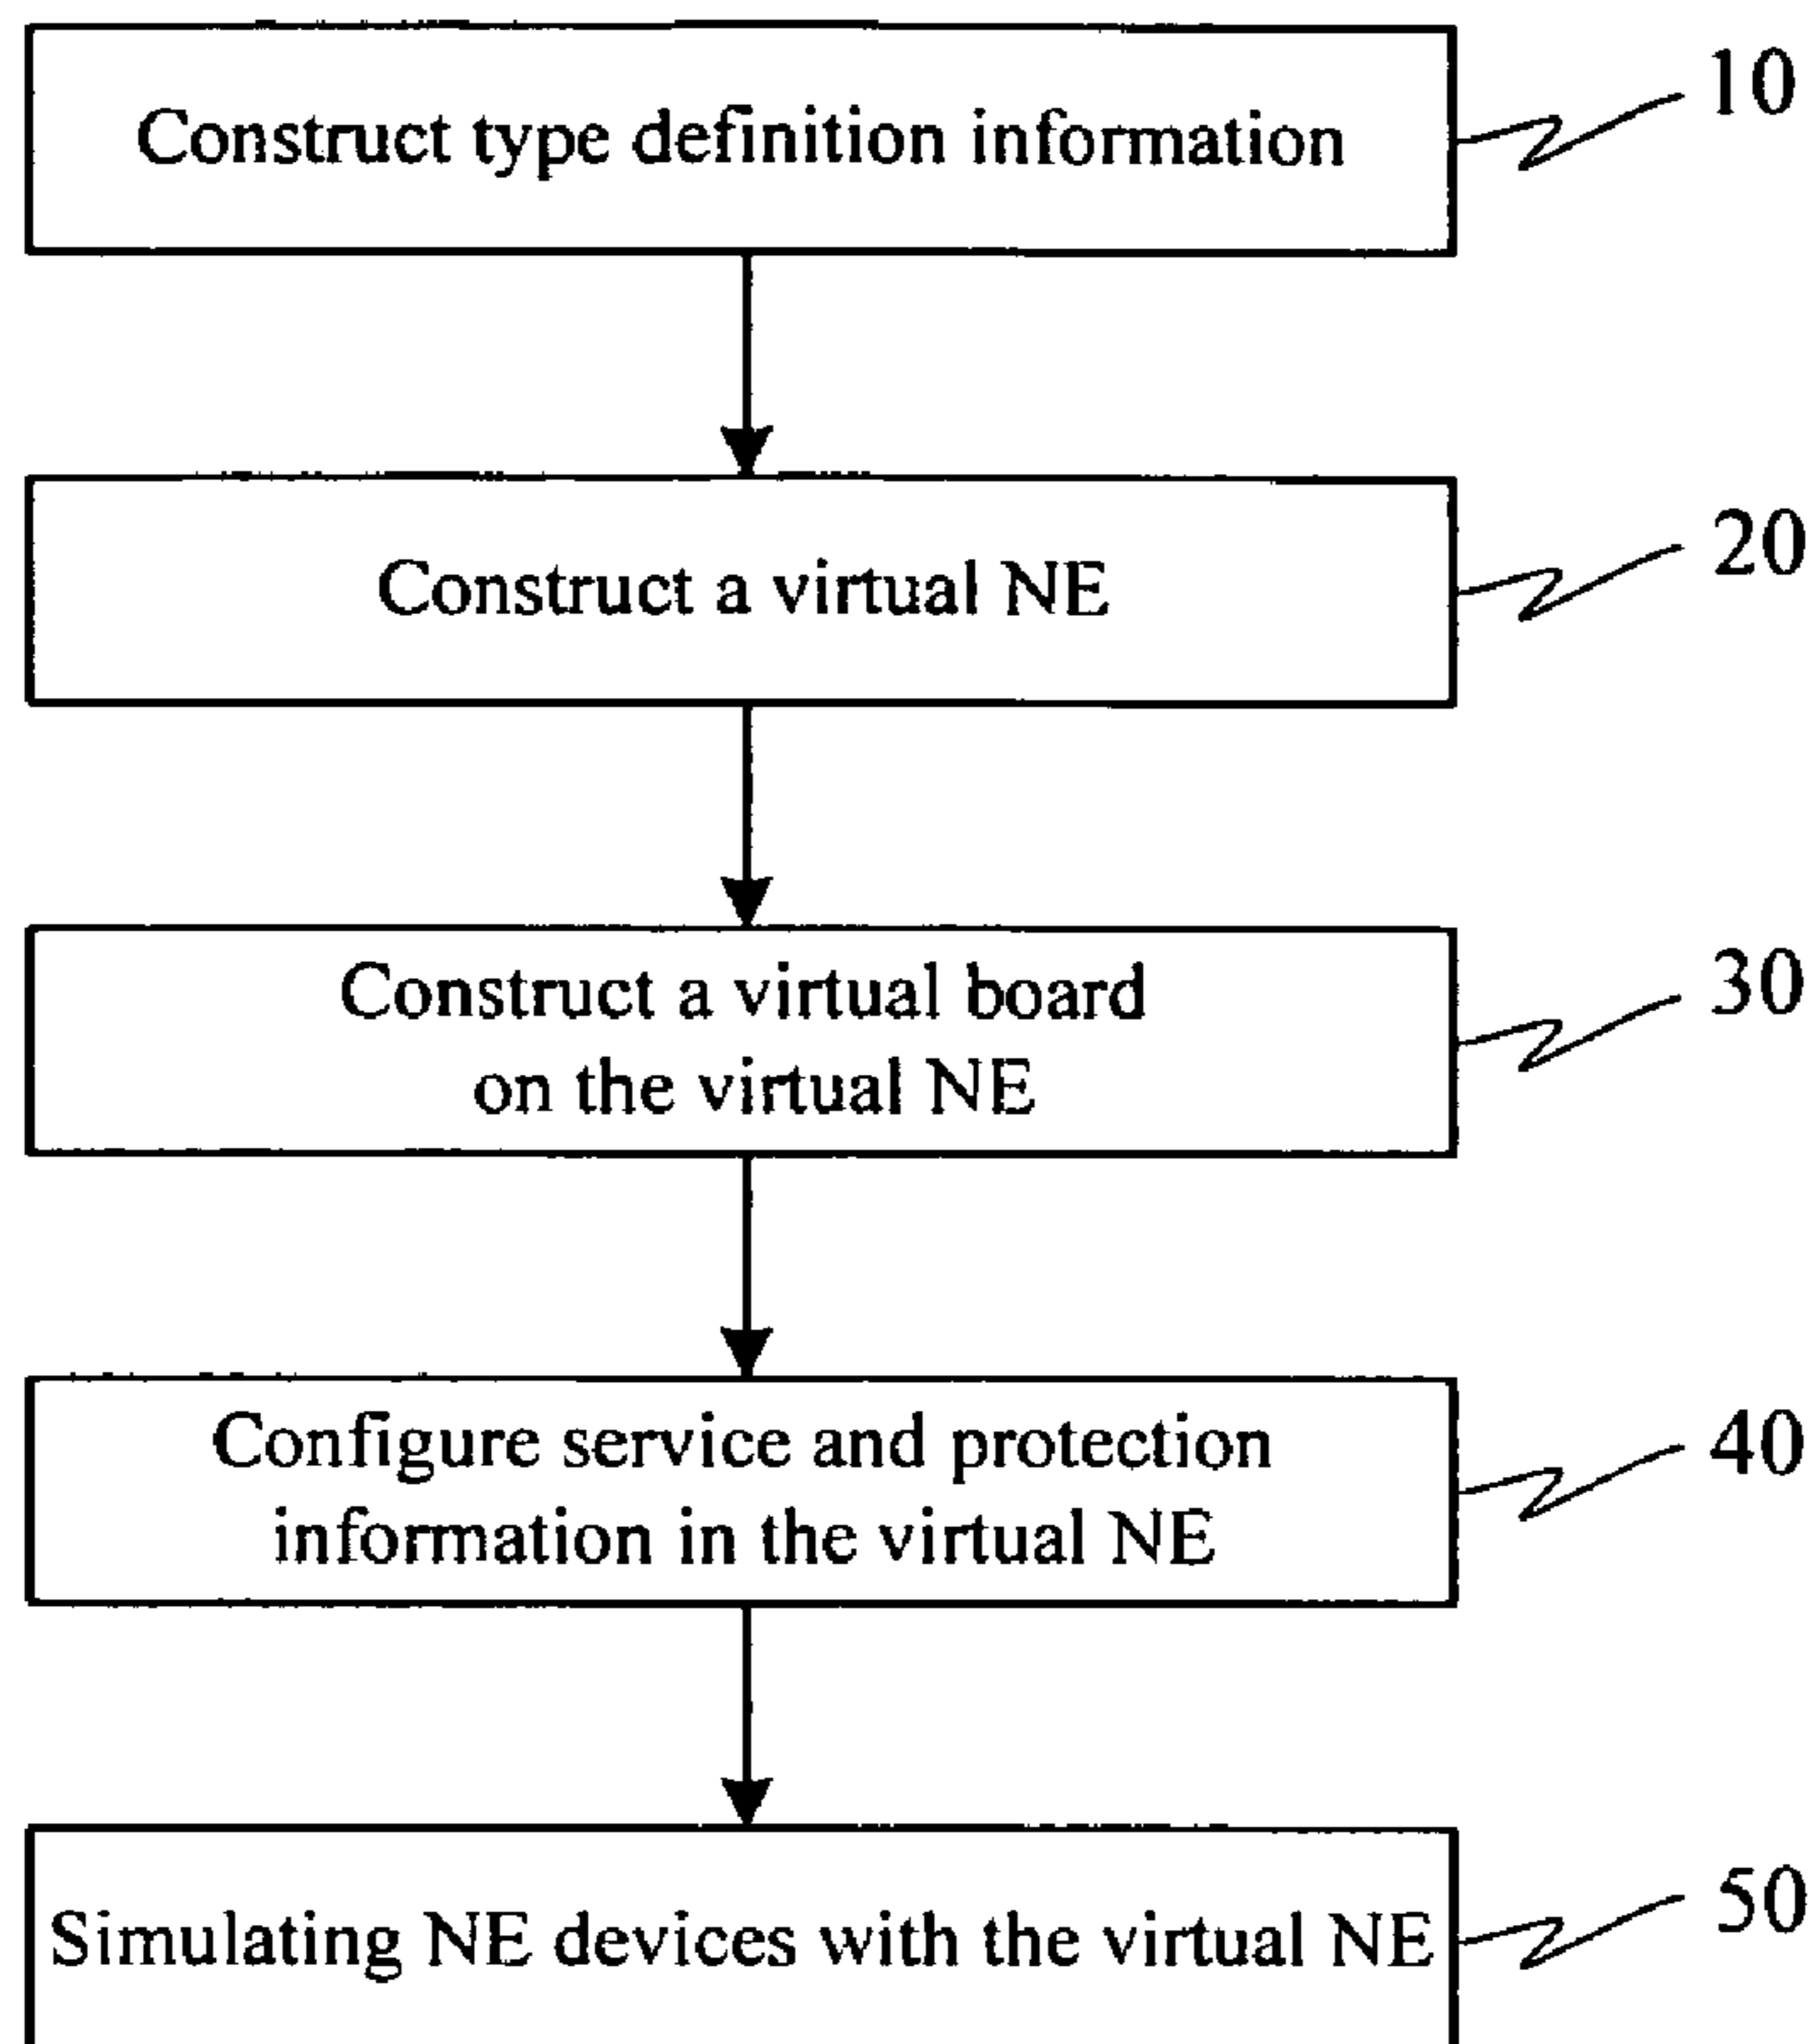 Construct type definition information
10
Construct a virtual NE
20
Construct a virtual board
on the virtual NE
30
Configure service and protection
information in the virtual NE
40
Simulating NE devices with the virtual NE
50